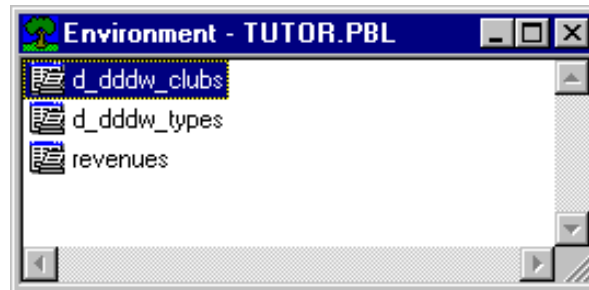 Environment - TUTOR.PBL
d_dddw_clubs
d_dddw_types
revenues